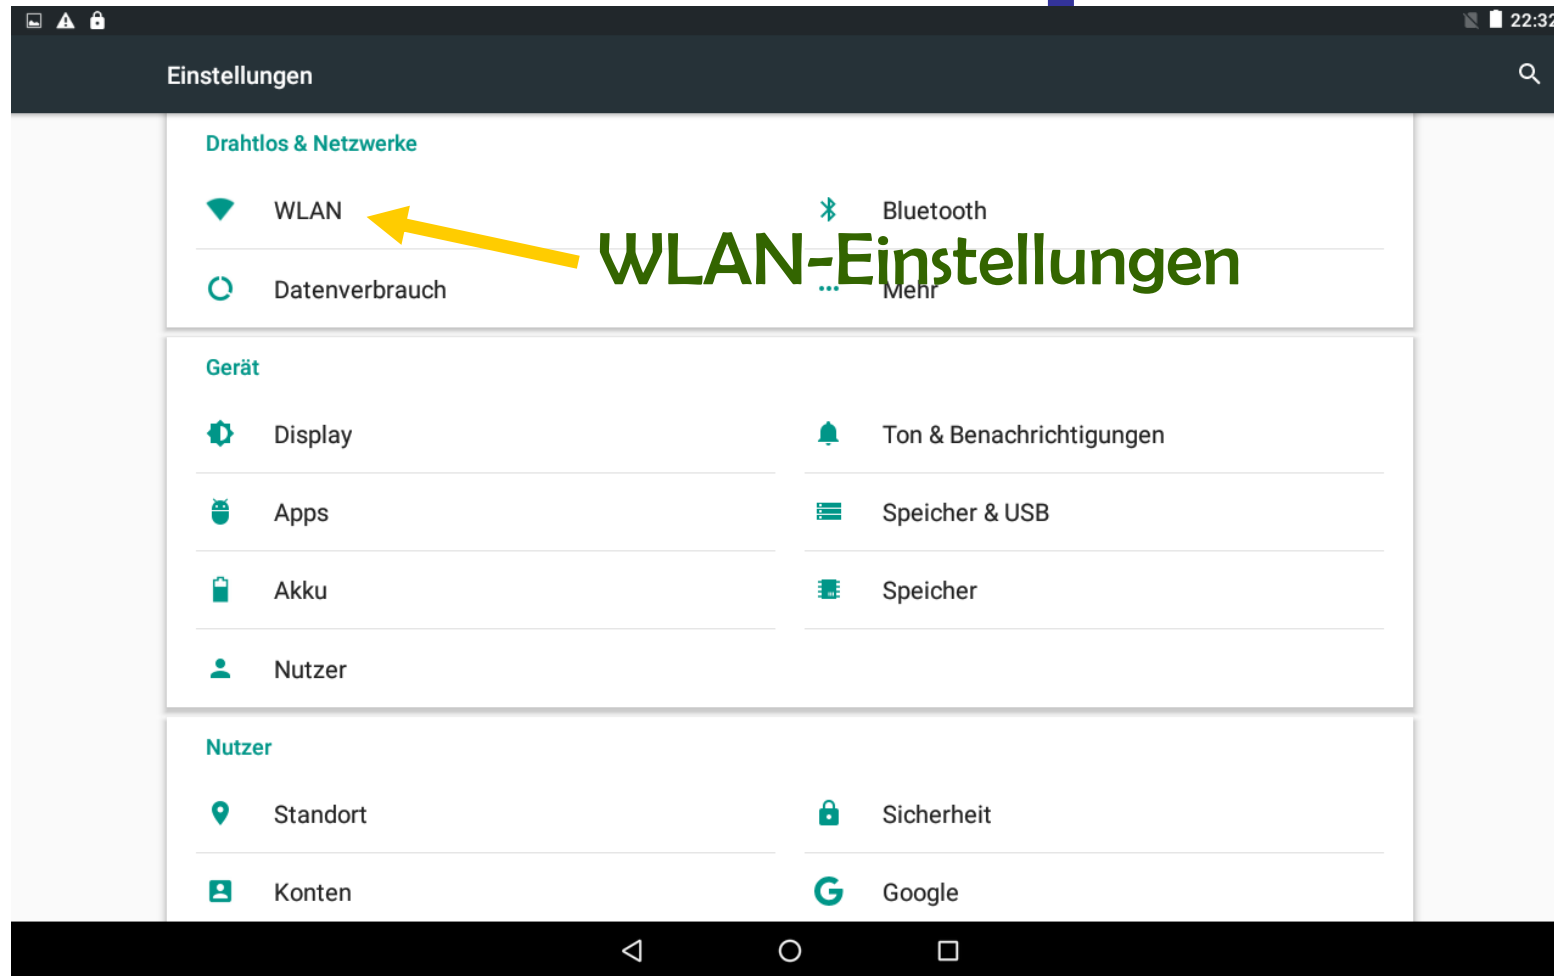 22:32
Einstellungen
Drahtlos & Netzwerke
WLAN
Bluetooth
WLAN-Einstellungen
Datenverbrauch
Mehr
Gerät
Display
Ton & Benachrichtigungen
Apps
Speicher & USB
Akku
Speicher
Nutzer
Nutzer
Standort
Sicherheit
Konten
Google